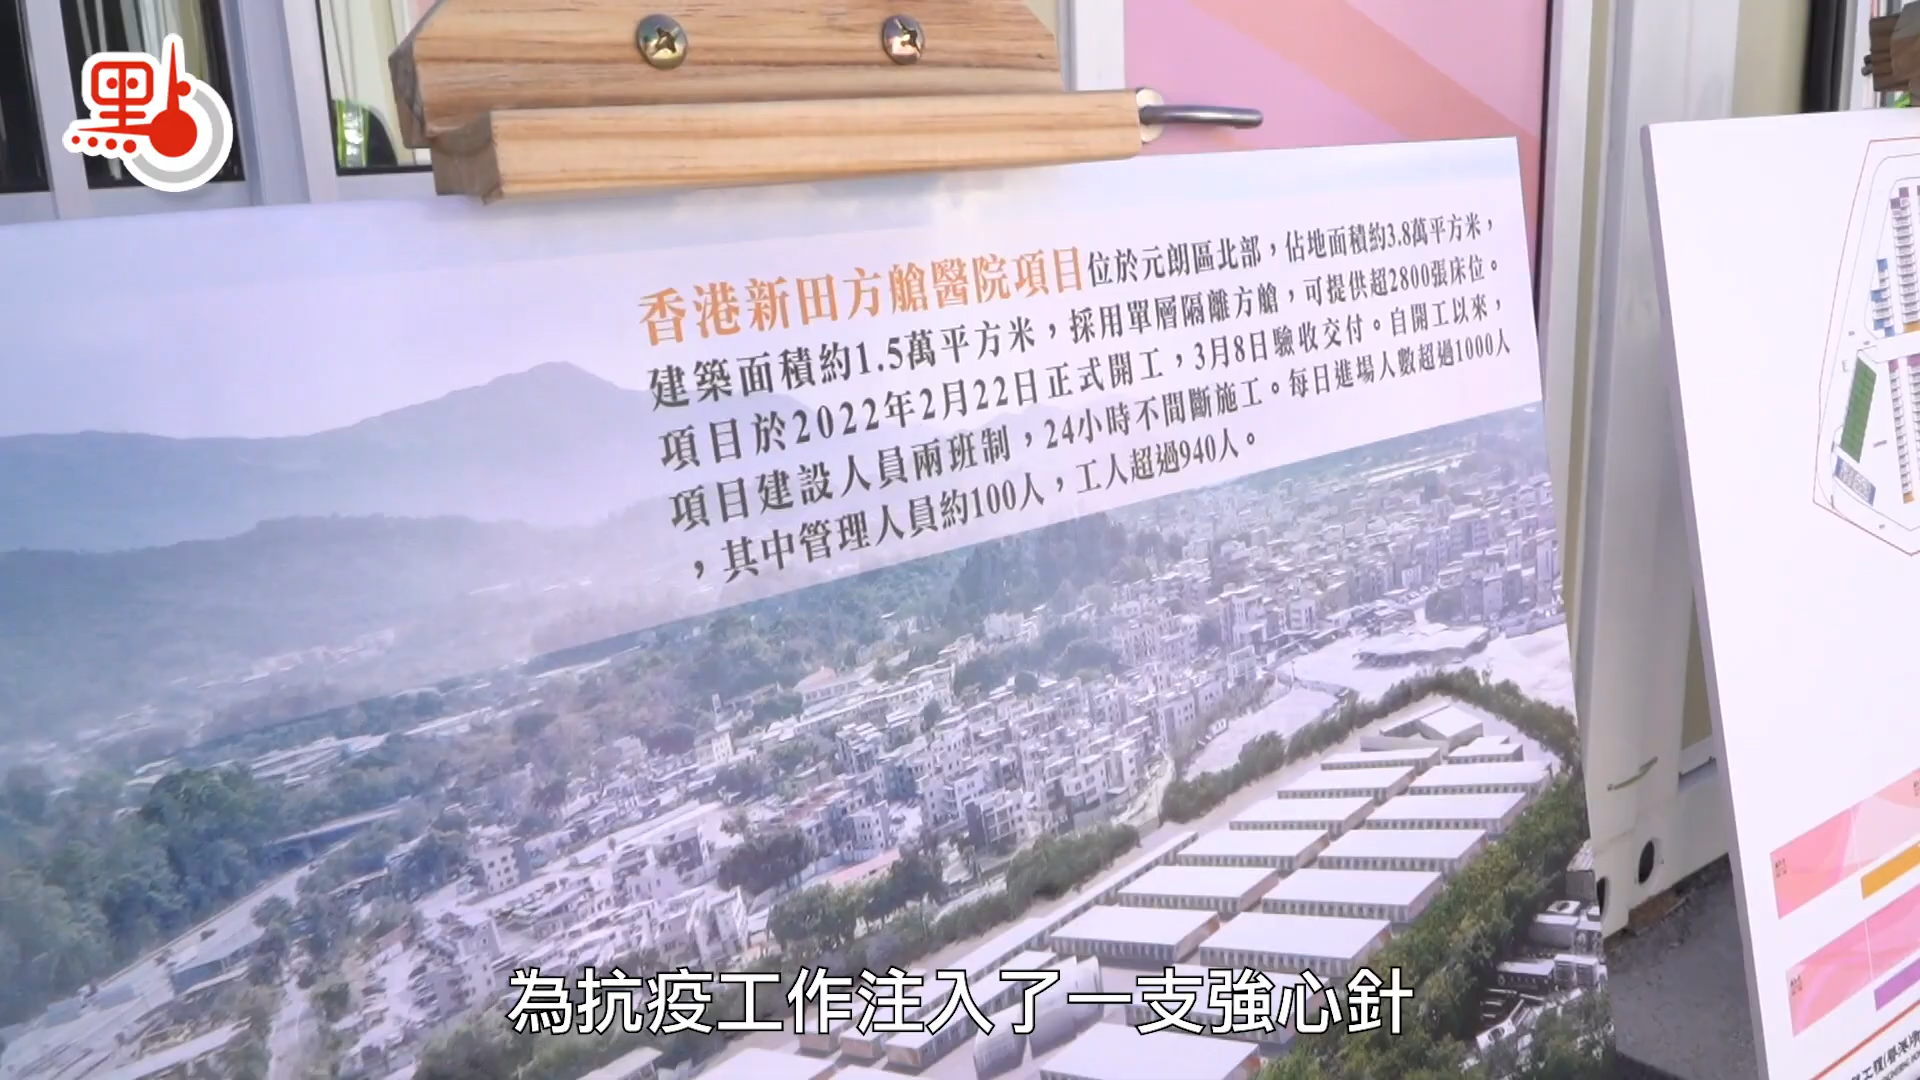 點
香港新田方艙醫院項目位於元朗區北部，佔地面積約3.8萬平方米，
建築面積約1.5萬平方米，採用單層隔離方艙，可提供超2800張床位。
項目於2022年2月22日正式開工，3月8日驗收交付。自開工以來，
項目建設人員兩班制，24小時不間斷施工。每日進場人數超過1000人
，其中管理人員約100人，工人超過940人。
為抗疫工作注入了一支強心針